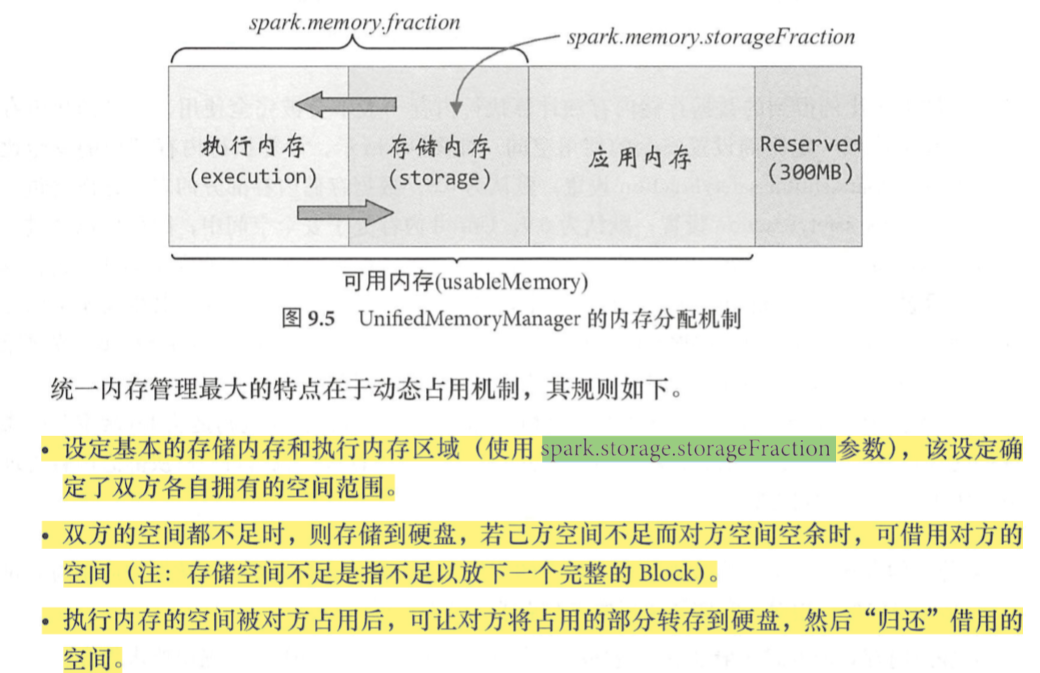 spark.memory.fraction
spark.memory.storageFraction
执行内存
(execution)
存储内存
(storage)
应用内存
Reserved
(300MB)
可用内存(usableMemory)
图 9.5 UnifiedMemoryManager 的内存分配机制
统一内存管理最大的特点在于动态占用机制，其规则如下。
• 设定基本的存储内存和执行内存区域（使用 spark.storage.storageFraction 参数），该设定确
定了双方各自拥有的空间范围。
• 双方的空间都不足时，则存储到硬盘，若己方空间不足而对方空间空余时，可借用对方的
空间（注：存储空间不足是指不足以放下一个完整的 Block）。
• 执行内存的空间被对方占用后，可让对方将占用的部分转存到硬盘，然后“归还”借用的
空间。